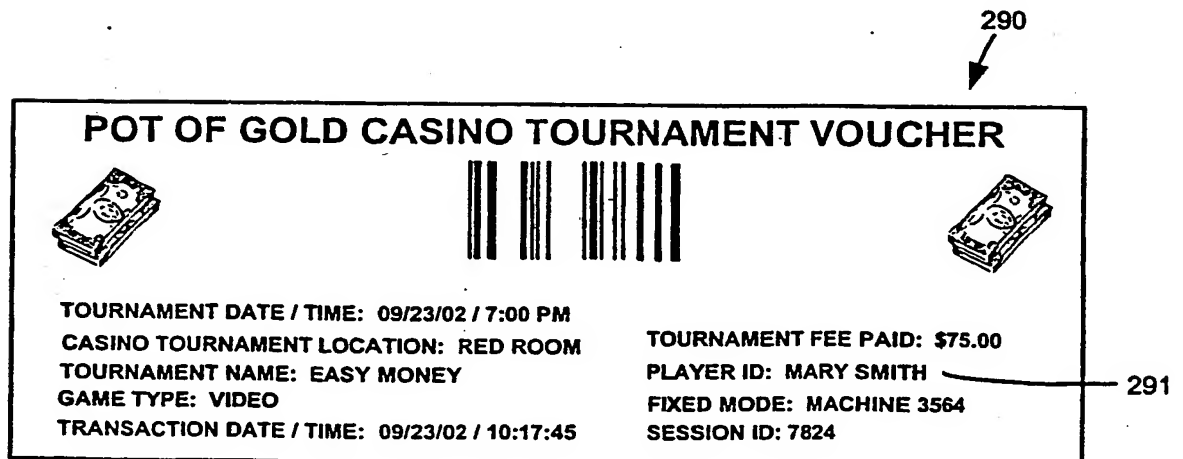 290
POT OF GOLD CASINO TOURNAMENT VOUCHER
TOURNAMENT DATE / TIME: 09/23/02 / 7:00 PM
CASINO TOURNAMENT LOCATION: RED ROOM
TOURNAMENT NAME: EASY MONEY
GAME TYPE: VIDEO
TRANSACTION DATE / TIME: 09/23/02 / 10:17:45
TOURNAMENT FEE PAID: $75.00
PLAYER ID: MARY SMITH
291
FIXED MODE: MACHINE 3564
SESSION ID: 7824